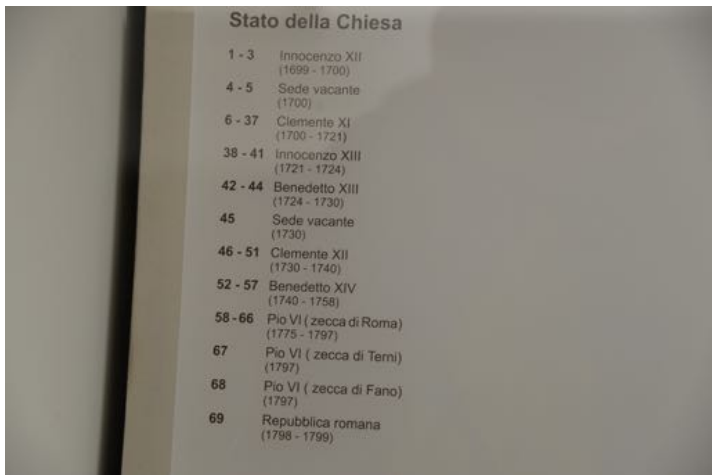 Stato della Chiesa
1 - 3 Innocenzo XII
(1699 - 1700)
4 - 5 Sede vacante
(1700)
6 - 37 Clemente XI
(1700 - 1721)
38 - 41 Innocenzo XIII
(1721 - 1724)
42 - 44 Benedetto XIII
(1724 - 1730)
45 Sede vacante
(1730)
46 - 51 Clemente XII
(1730 - 1740)
52 - 57 Benedetto XIV
(1740 - 1758)
58 - 66 Pio VI ( zecca di Roma)
(1775 - 1797)
67 Pio VI ( zecca di Terni)
(1797)
68 Pio VI ( zecca di Fano)
(1797)
69 Repubblica romana
(1798 - 1799)